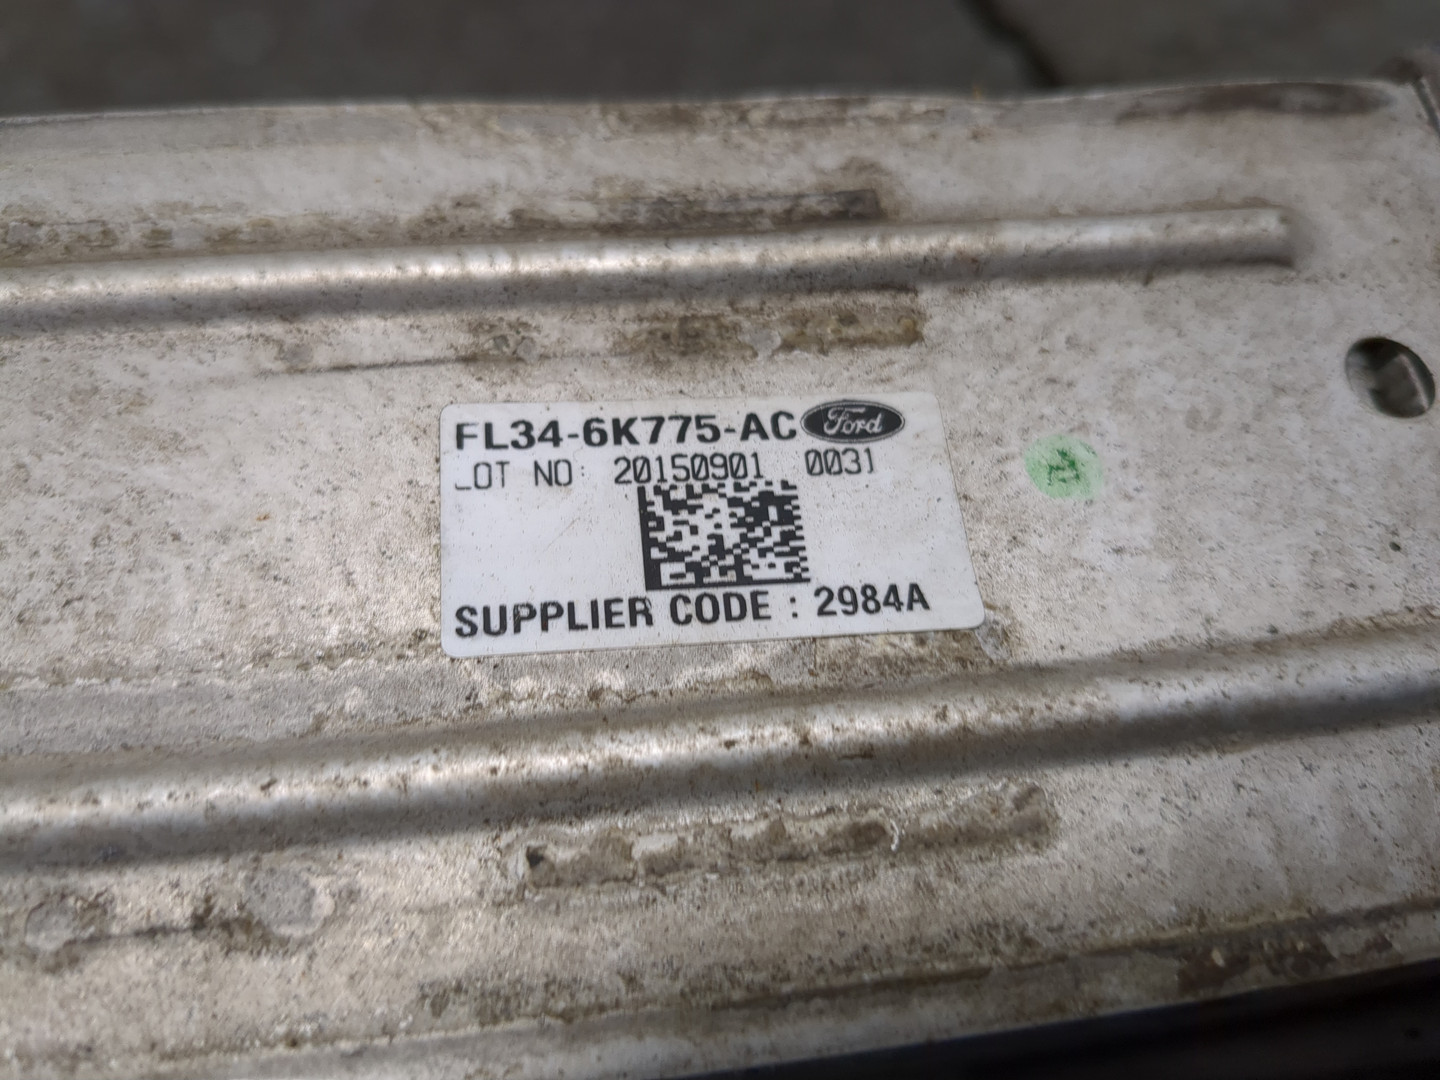 FL34-6K775-AC Ford
LOT NO: 20150901 0031
SUPPLIER CODE : 2984A